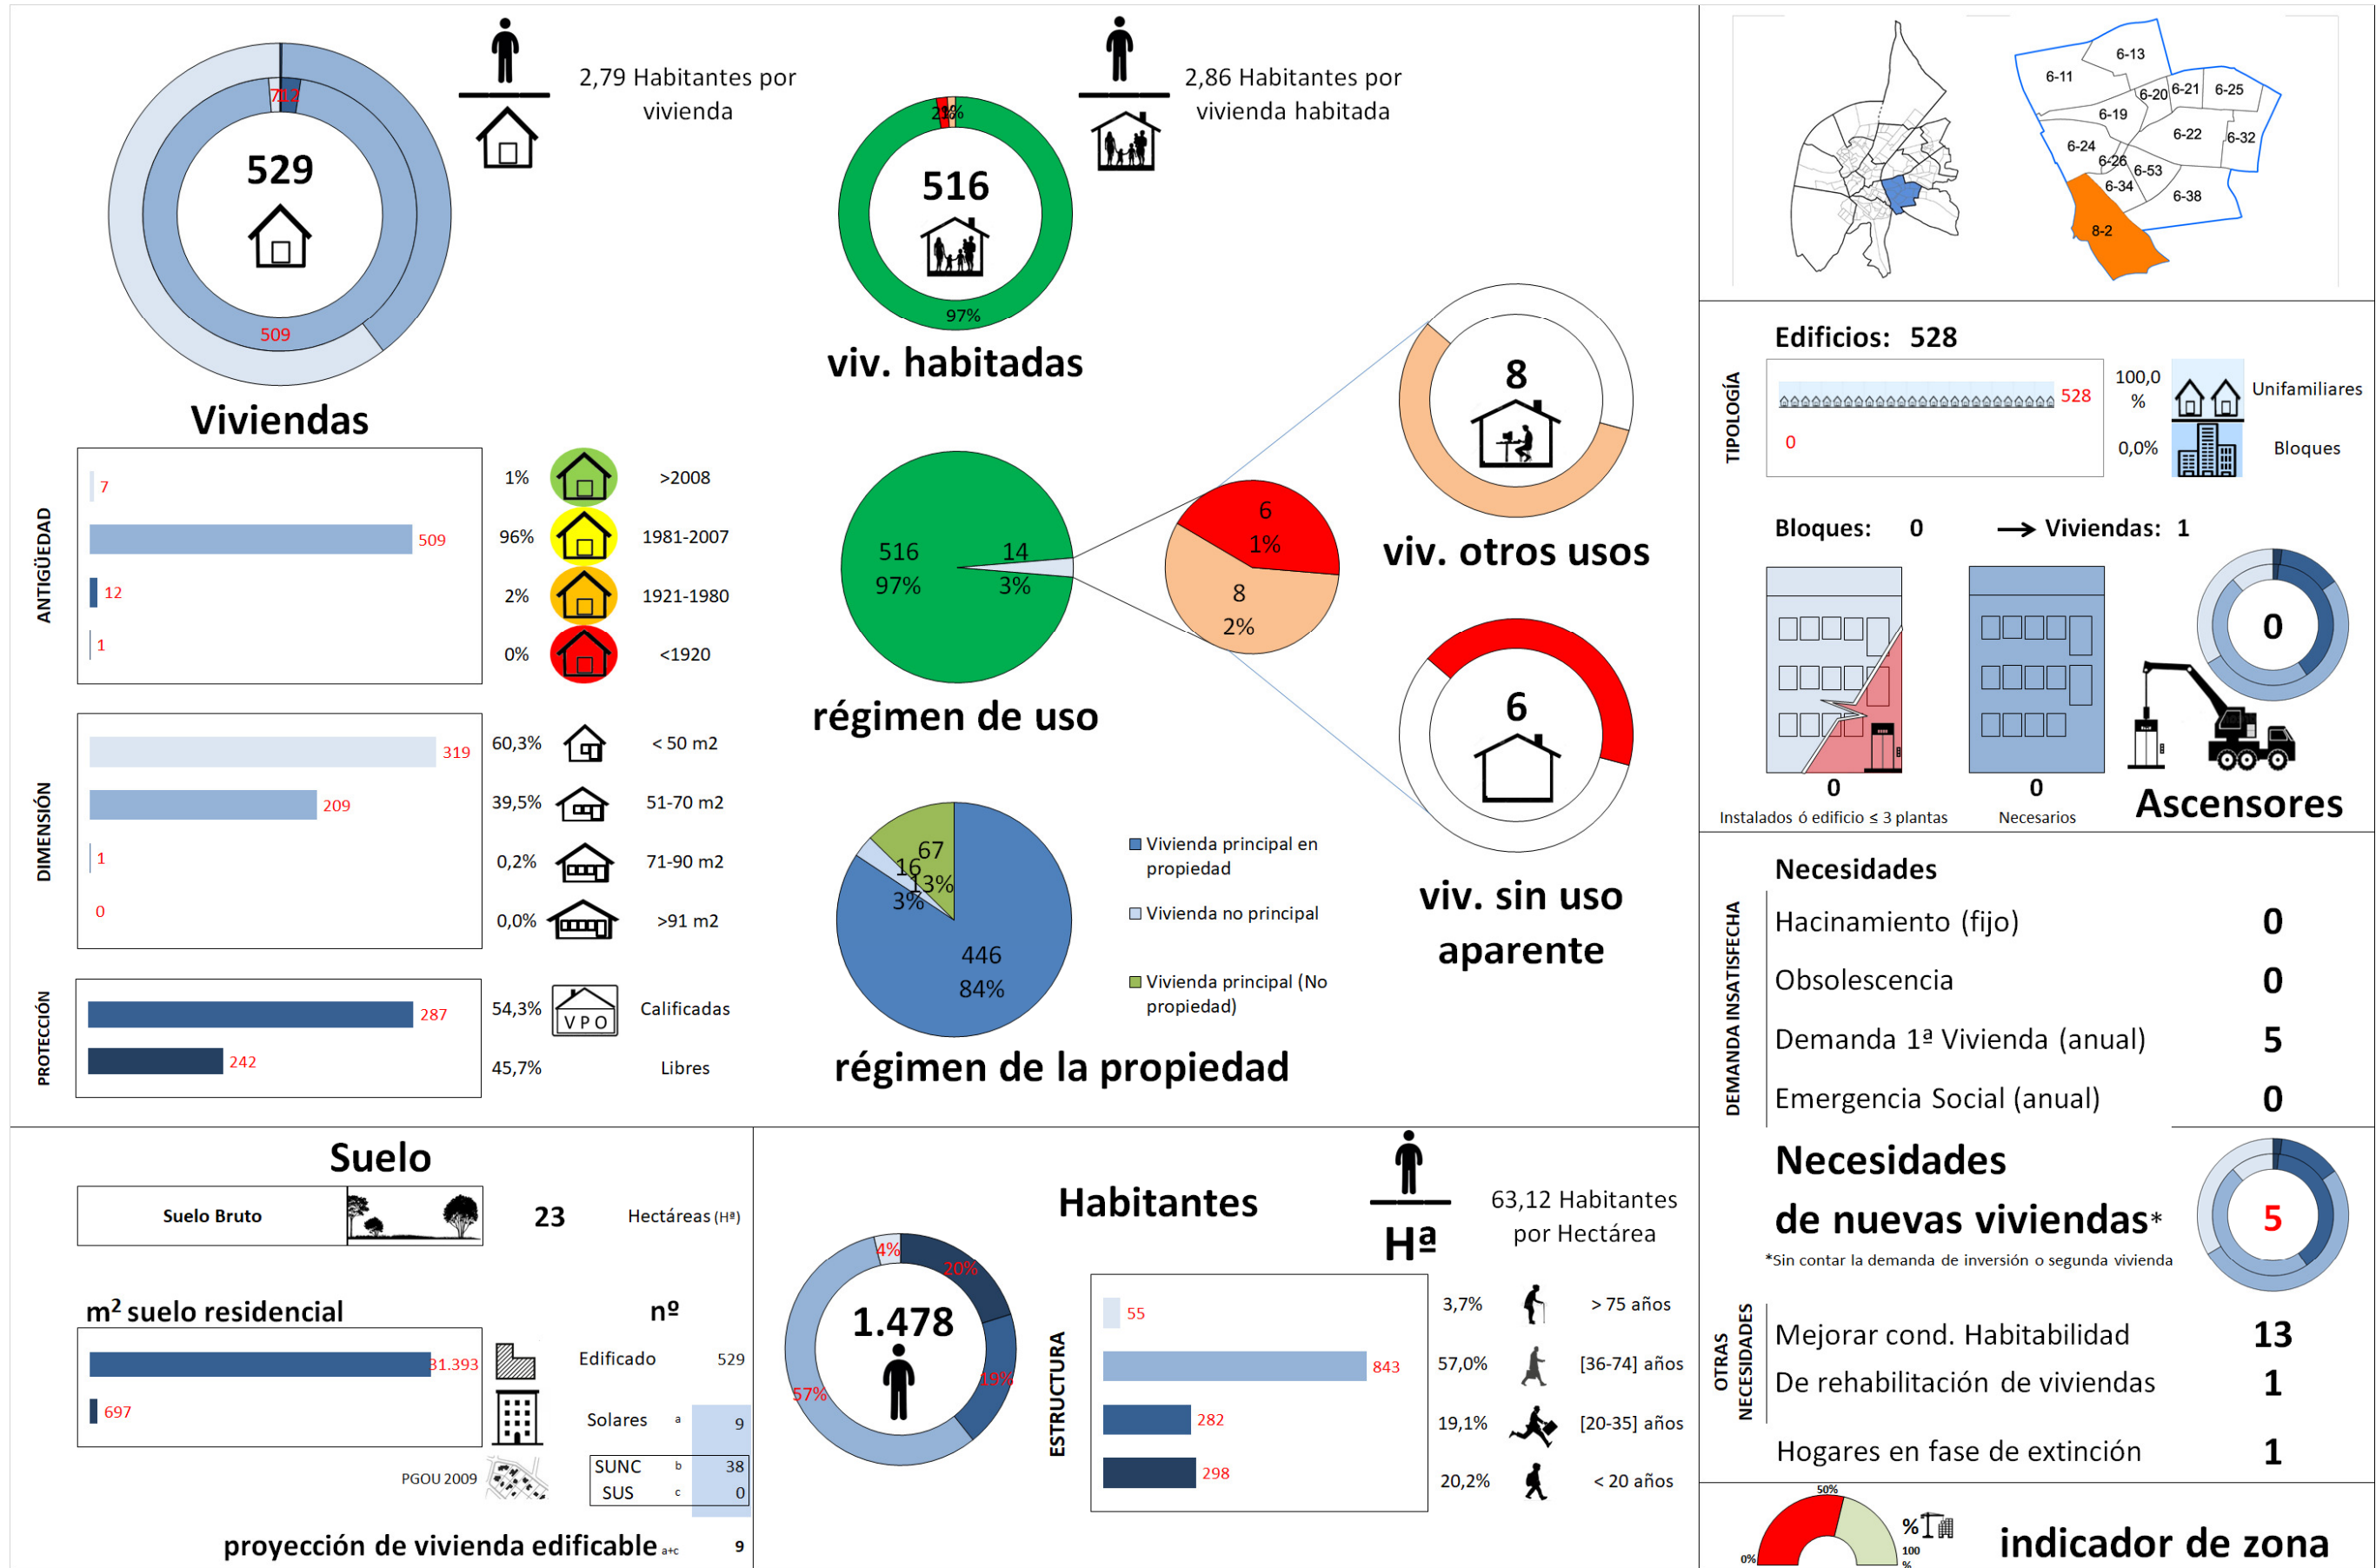 529
712
509
Viviendas
2,79 Habitantes por
vivienda
516
97%
viv. habitadas
2,86 Habitantes por
vivienda habitada
ANTIGÜEDAD
7
1%
>2008
509
96%
1981-2007
12
2%
1921-1980
1
0%
<1920
DIMENSIÓN
319
60,3%
< 50 m2
209
39,5%
51-70 m2
1
0,2%
71-90 m2
0
0,0%
>91 m2
PROTECCIÓN
287
54,3%
VPO
Calificadas
242
45,7%
Libres
516
97%
14
3%
6
1%
8
2%
régimen de uso
8
viv. otros usos
6
viv. sin uso
aparente
67
13%
16
3%
446
84%
Vivienda principal en
propiedad
Vivienda no principal
Vivienda principal (No
propiedad)
régimen de la propiedad
6-13
6-11
6-20
6-21
6-25
6-19
6-22
6-32
6-24
6-26
6-53
6-34
6-38
8-2
TIPOLOGÍA
Edificios: 528
528
100,0
%
Unifamiliares
0
0,0%
Bloques
Bloques: 0
Viviendas: 1
0
0
Instalados ó edificio ≤ 3 plantas
0
Necesarios
Ascensores
DEMANDA INSATISFECHA
Necesidades
Hacinamiento (fijo) 0
Obsolescencia 0
Demanda 1ª Vivienda (anual) 5
Emergencia Social (anual) 0
Necesidades
de nuevas viviendas*
5
*Sin contar la demanda de inversión o segunda vivienda
OTRAS
NECESIDADES
Mejorar cond. Habitabilidad 13
De rehabilitación de viviendas 1
Hogares en fase de extinción 1
0%
50%
%
100
%
indicador de zona
Suelo
Suelo Bruto
23
Hectáreas (Hª)
m² suelo residencial
nº
31.393
Edificado 529
697
Solares a 9
PGOU 2009
SUNC b 38
SUS c 0
proyección de vivienda edificable a+c 9
Habitantes
Hª
63,12 Habitantes
por Hectárea
1.478
4%
20%
19%
57%
ESTRUCTURA
55
3,7%
> 75 años
843
57,0%
[36-74] años
282
19,1%
[20-35] años
298
20,2%
< 20 años